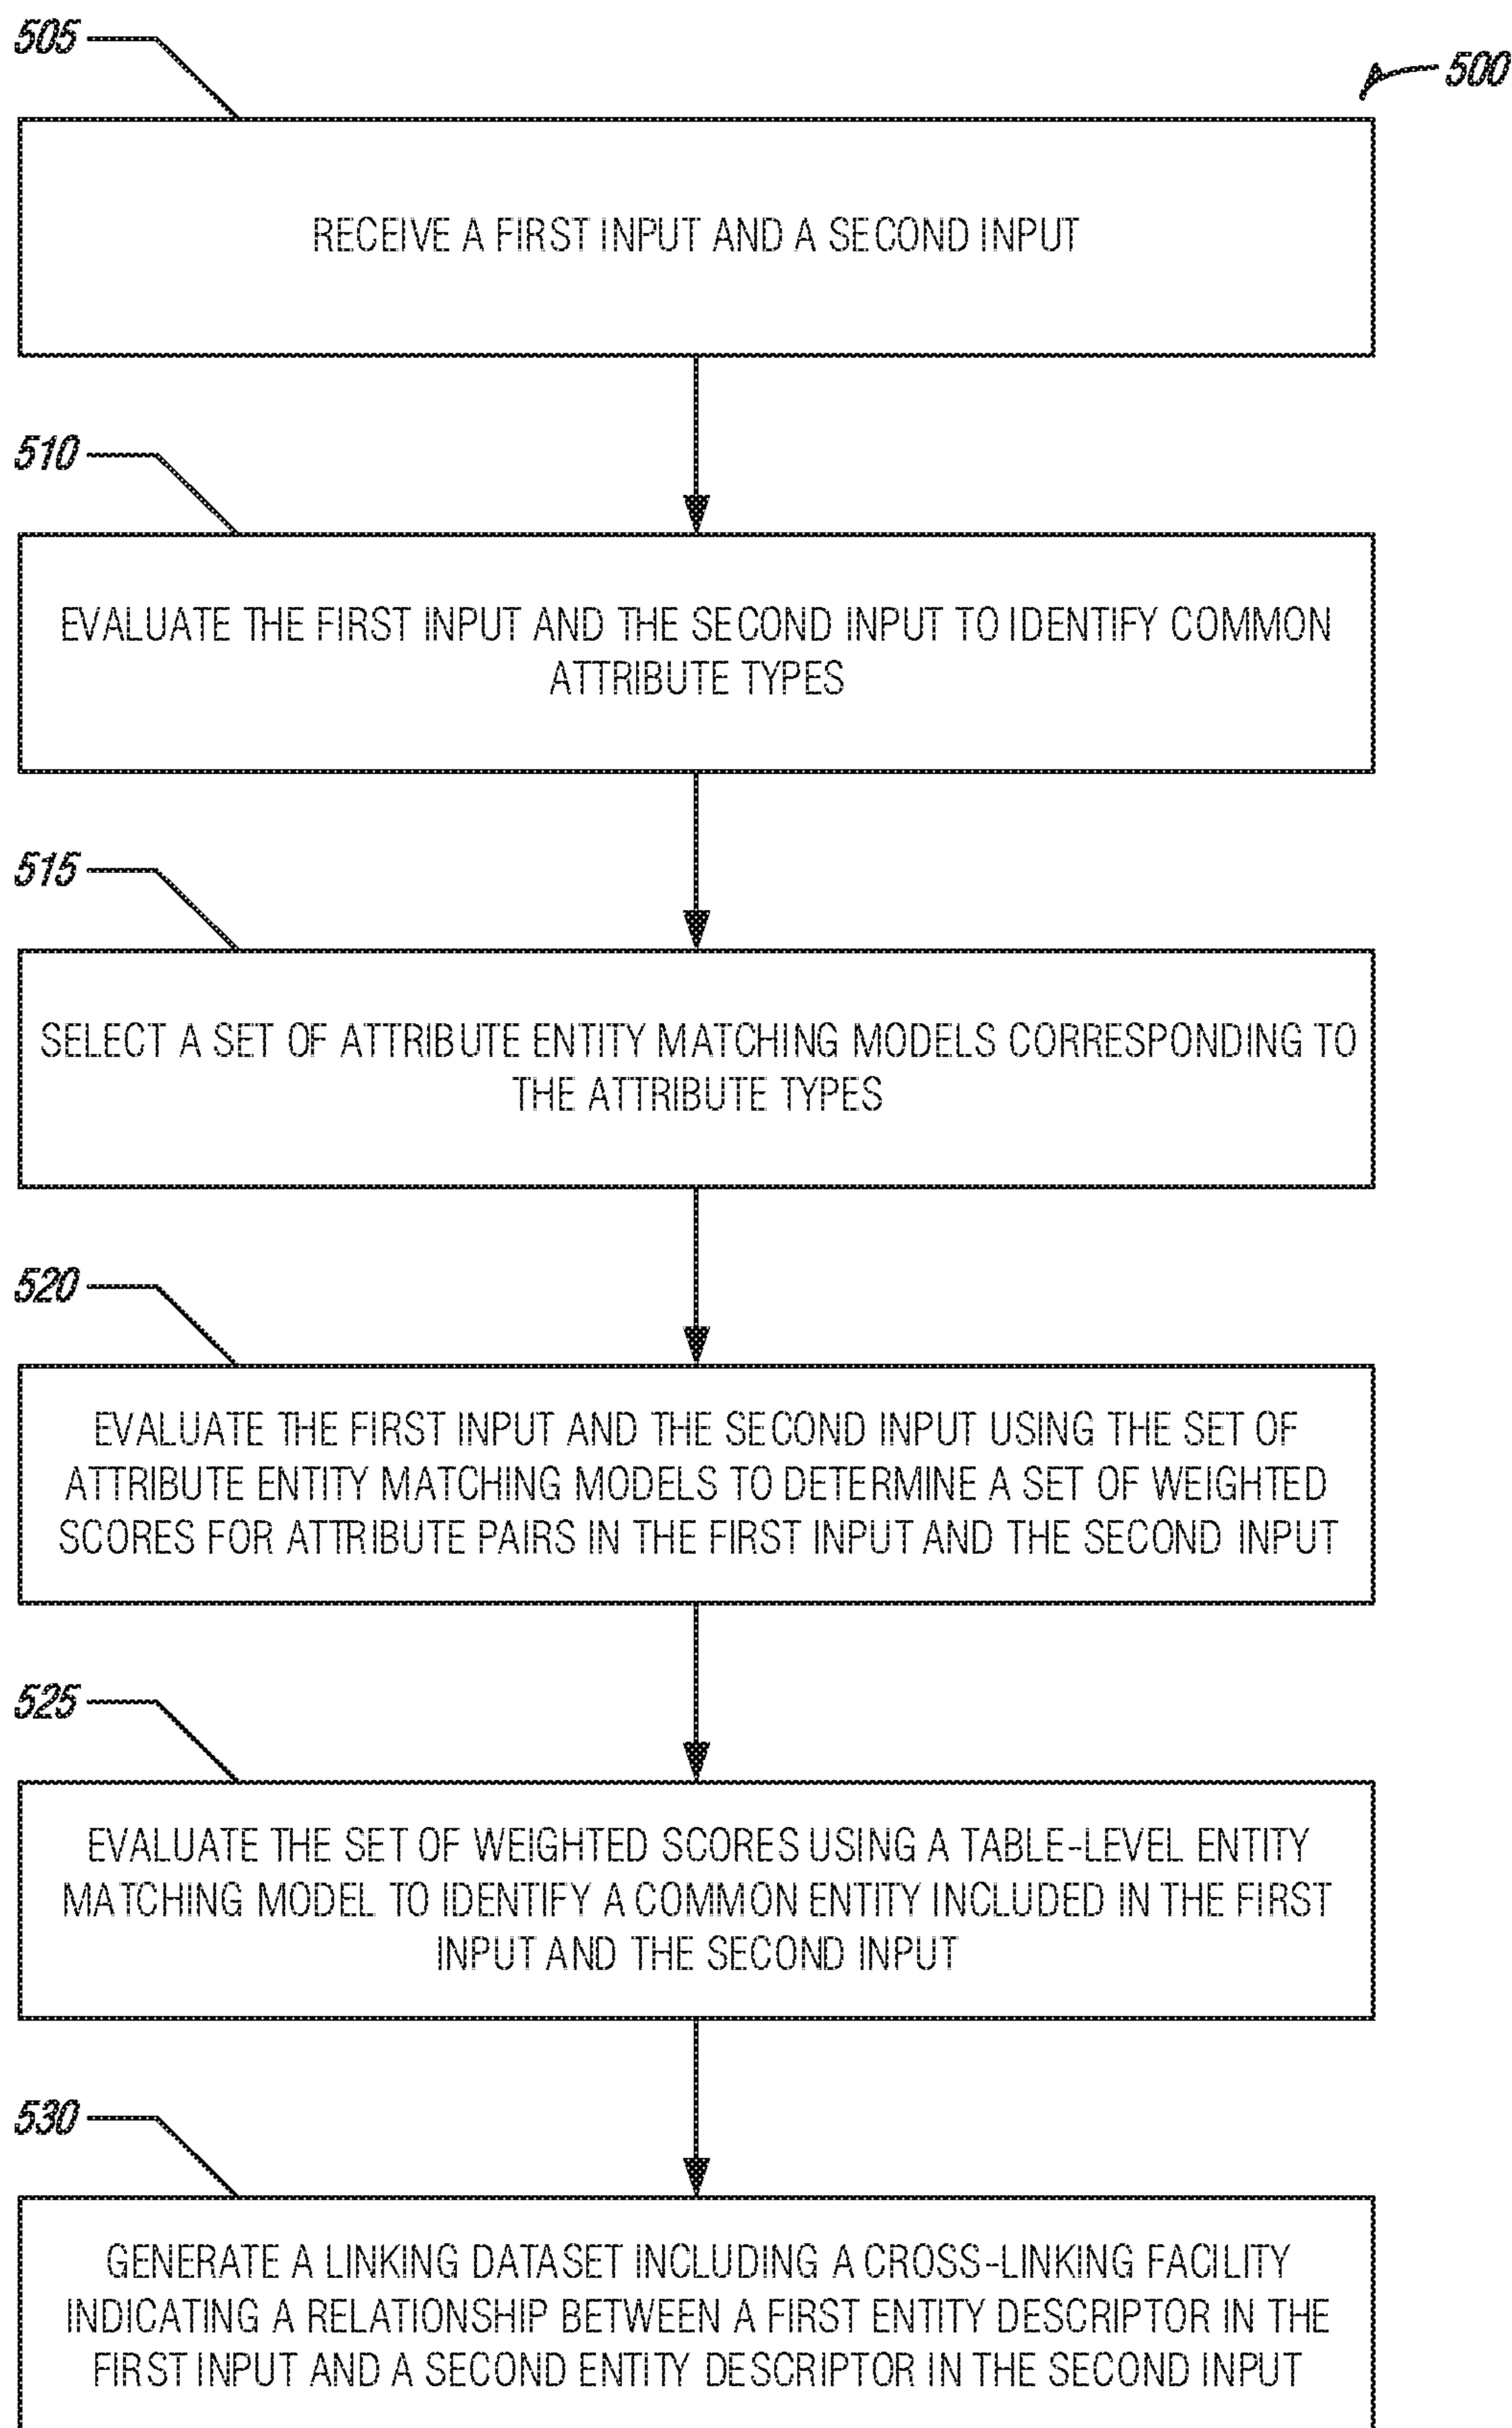 505
500
RECEIVE A FIRST INPUT AND A SECOND INPUT
510
EVALUATE THE FIRST INPUT AND THE SECOND INPUT TO IDENTIFY COMMON
ATTRIBUTE TYPES
515
SELECT A SET OF ATTRIBUTE ENTITY MATCHING MODELS CORRESPONDING TO
THE ATTRIBUTE TYPES
520
EVALUATE THE FIRST INPUT AND THE SECOND INPUT USING THE SET OF
ATTRIBUTE ENTITY MATCHING MODELS TO DETERMINE A SET OF WEIGHTED
SCORES FOR ATTRIBUTE PAIRS IN THE FIRST INPUT AND THE SECOND INPUT
525
EVALUATE THE SET OF WEIGHTED SCORES USING A TABLE-LEVEL ENTITY
MATCHING MODEL TO IDENTIFY A COMMON ENTITY INCLUDED IN THE FIRST
INPUT AND THE SECOND INPUT
530
GENERATE A LINKING DATASET INCLUDING A CROSS-LINKING FACILITY
INDICATING A RELATIONSHIP BETWEEN A FIRST ENTITY DESCRIPTOR IN THE
FIRST INPUT AND A SECOND ENTITY DESCRIPTOR IN THE SECOND INPUT